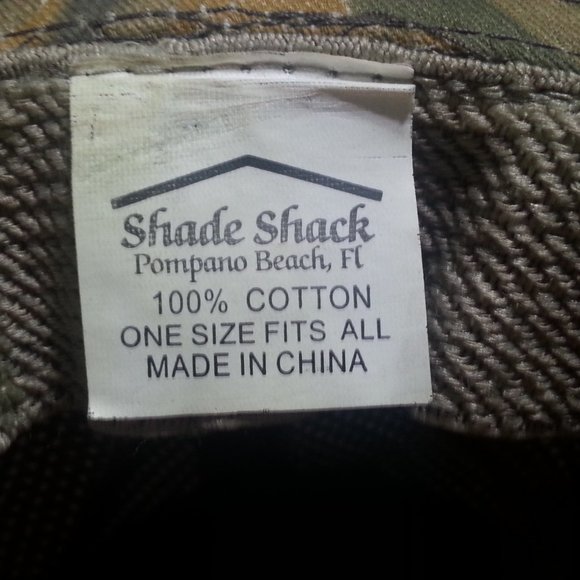 Shade Shack
Pompano Beach, Fl
100% COTTON
ONE SIZE FITS ALL
MADE IN CHINA